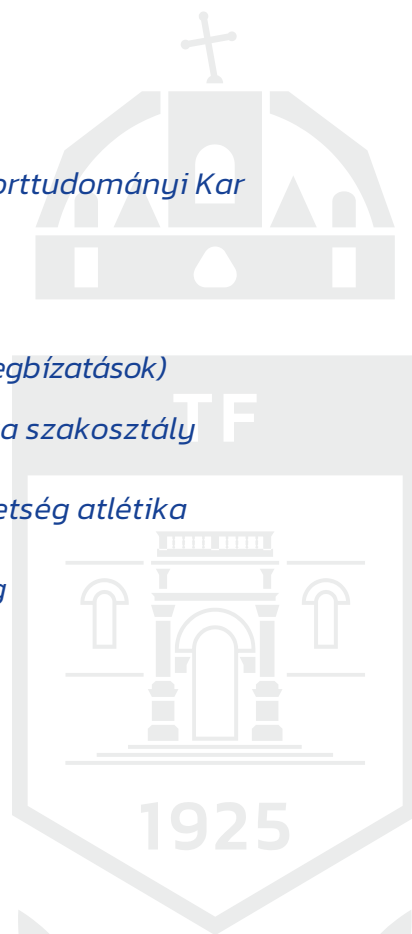 orttudományi Kar
egbízatások)
a szakosztály
TF
etség atlétika
g
1925